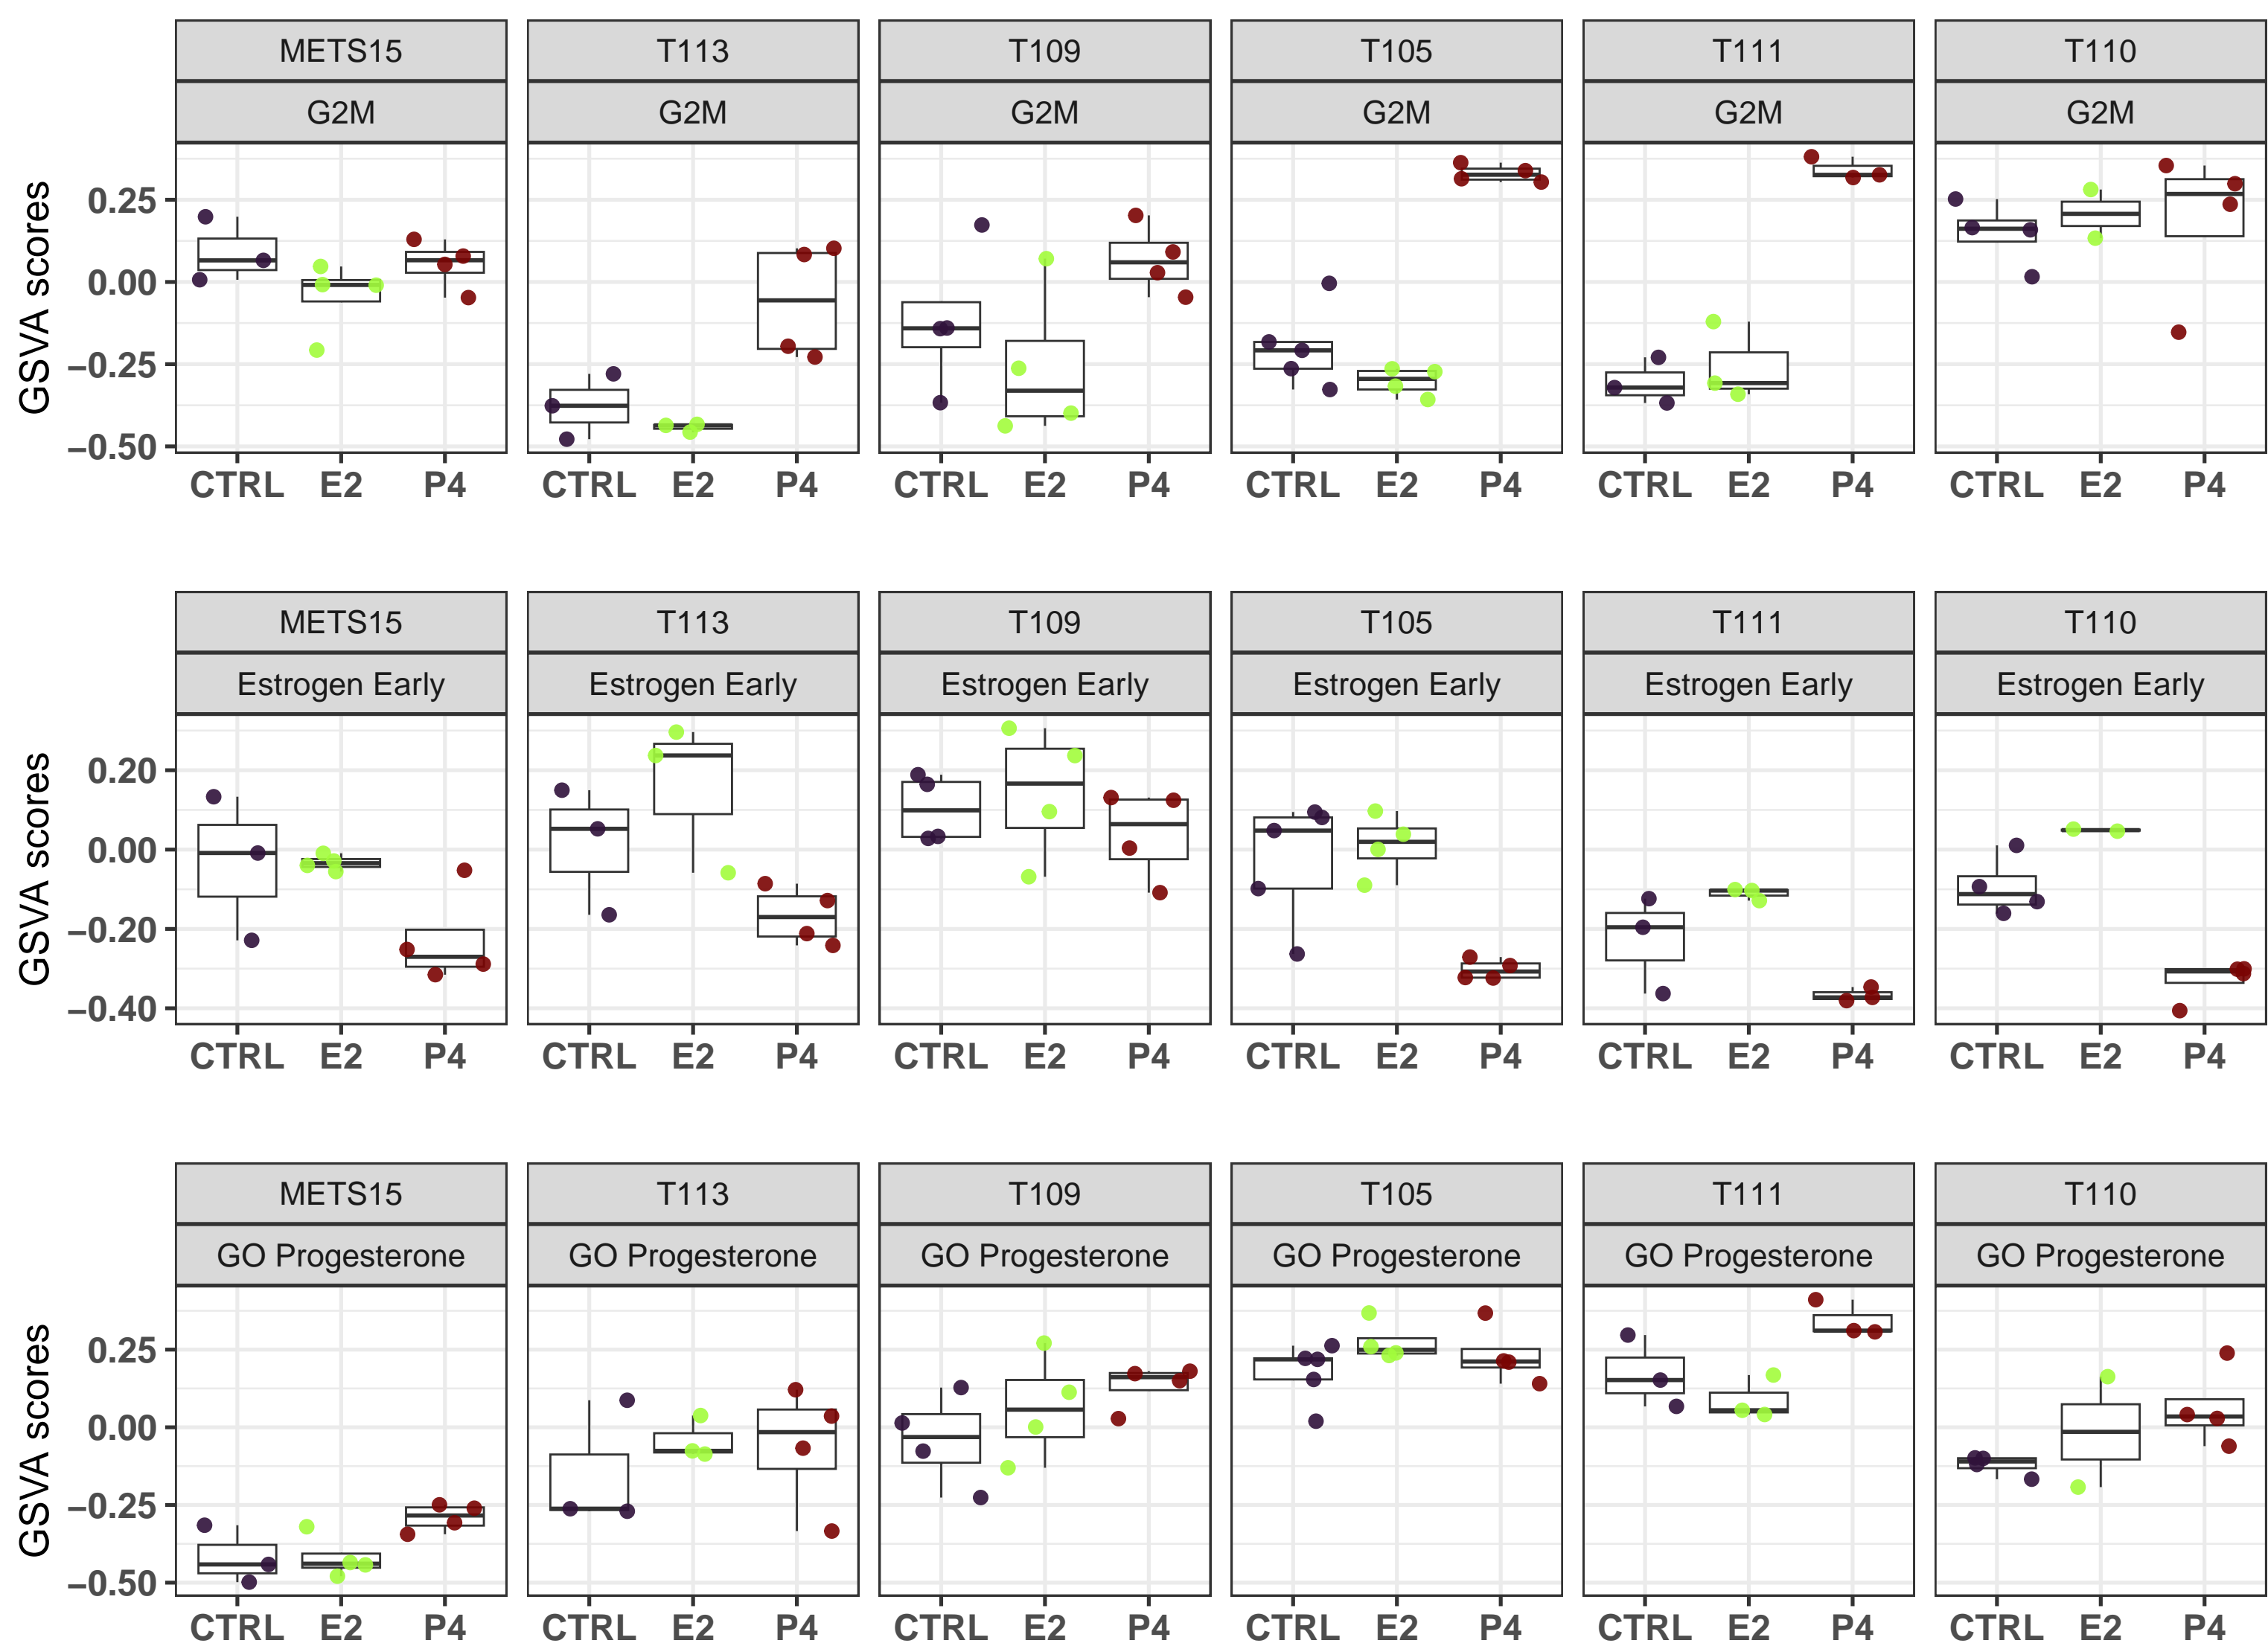 METS15 T113 T109 T105 T111 T110
G2M G2M G2M G2M G2M G2M
GSVA scores
0.25
0.00
−0.25
−0.50
CTRL E2 P4 CTRL E2 P4 CTRL E2 P4 CTRL E2 P4 CTRL E2 P4 CTRL E2 P4
METS15 T113 T109 T105 T111 T110
Estrogen Early Estrogen Early Estrogen Early Estrogen Early Estrogen Early Estrogen Early
GSVA scores
0.20
0.00
−0.20
−0.40
CTRL E2 P4 CTRL E2 P4 CTRL E2 P4 CTRL E2 P4 CTRL E2 P4 CTRL E2 P4
METS15 T113 T109 T105 T111 T110
GO Progesterone GO Progesterone GO Progesterone GO Progesterone GO Progesterone GO Progesterone
GSVA scores
0.25
0.00
−0.25
−0.50
CTRL E2 P4 CTRL E2 P4 CTRL E2 P4 CTRL E2 P4 CTRL E2 P4 CTRL E2 P4